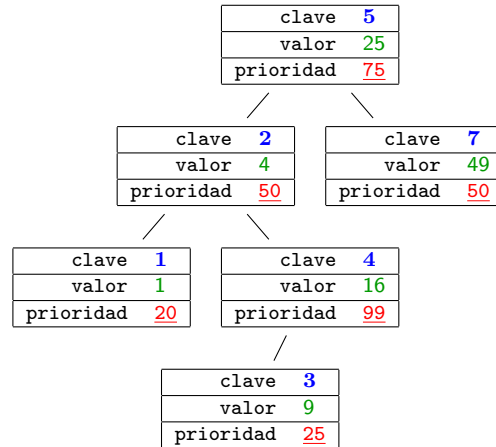 clave 5
valor 25
prioridad 75
clave 2
valor 4
prioridad 50
clave 7
valor 49
prioridad 50
clave 1
valor 1
prioridad 20
clave 4
valor 16
prioridad 99
clave 3
valor 9
prioridad 25